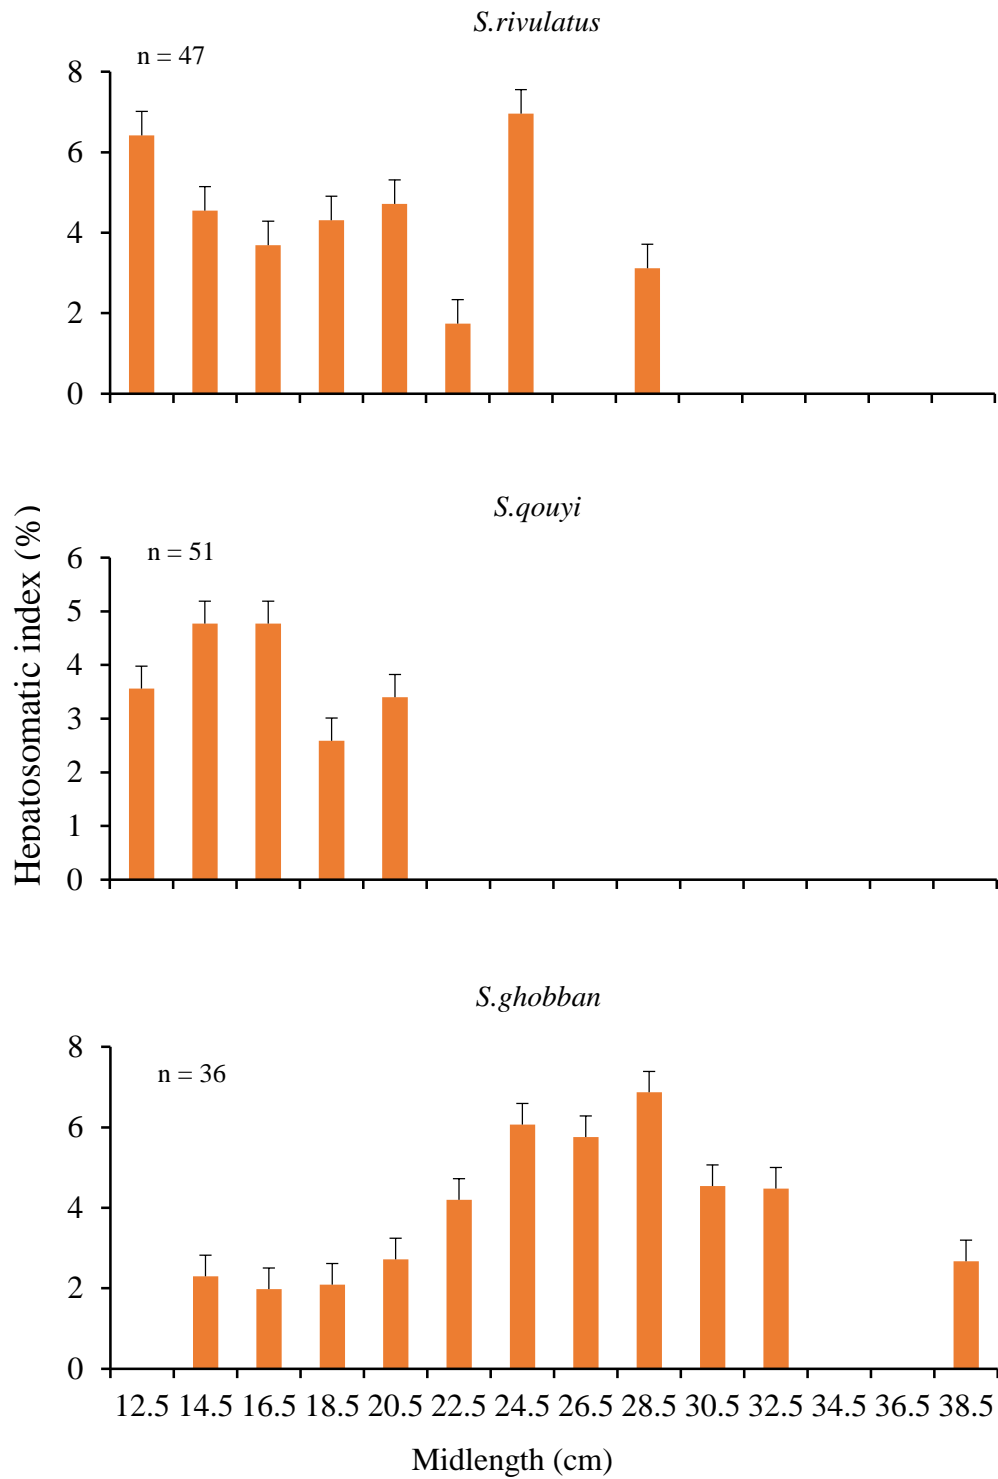 S.rivulatus
n = 47
8
6
4
2
0
S.qouyi
n = 51
6
5
4
3
2
1
0
Hepatosomatic index (%)
S.ghobban
n = 36
8
6
4
2
0
12.5 14.5 16.5 18.5 20.5 22.5 24.5 26.5 28.5 30.5 32.5 34.5 36.5 38.5
Midlength (cm)